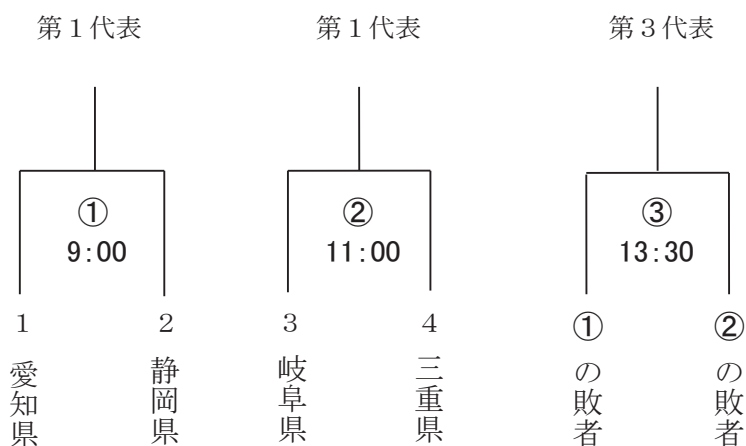 第１代表
第１代表
第３代表
①
9:00
②
11:00
③
13:30
1
2
3
4
①
②
愛知県
静岡県
岐阜県
三重県
の敗者
の敗者